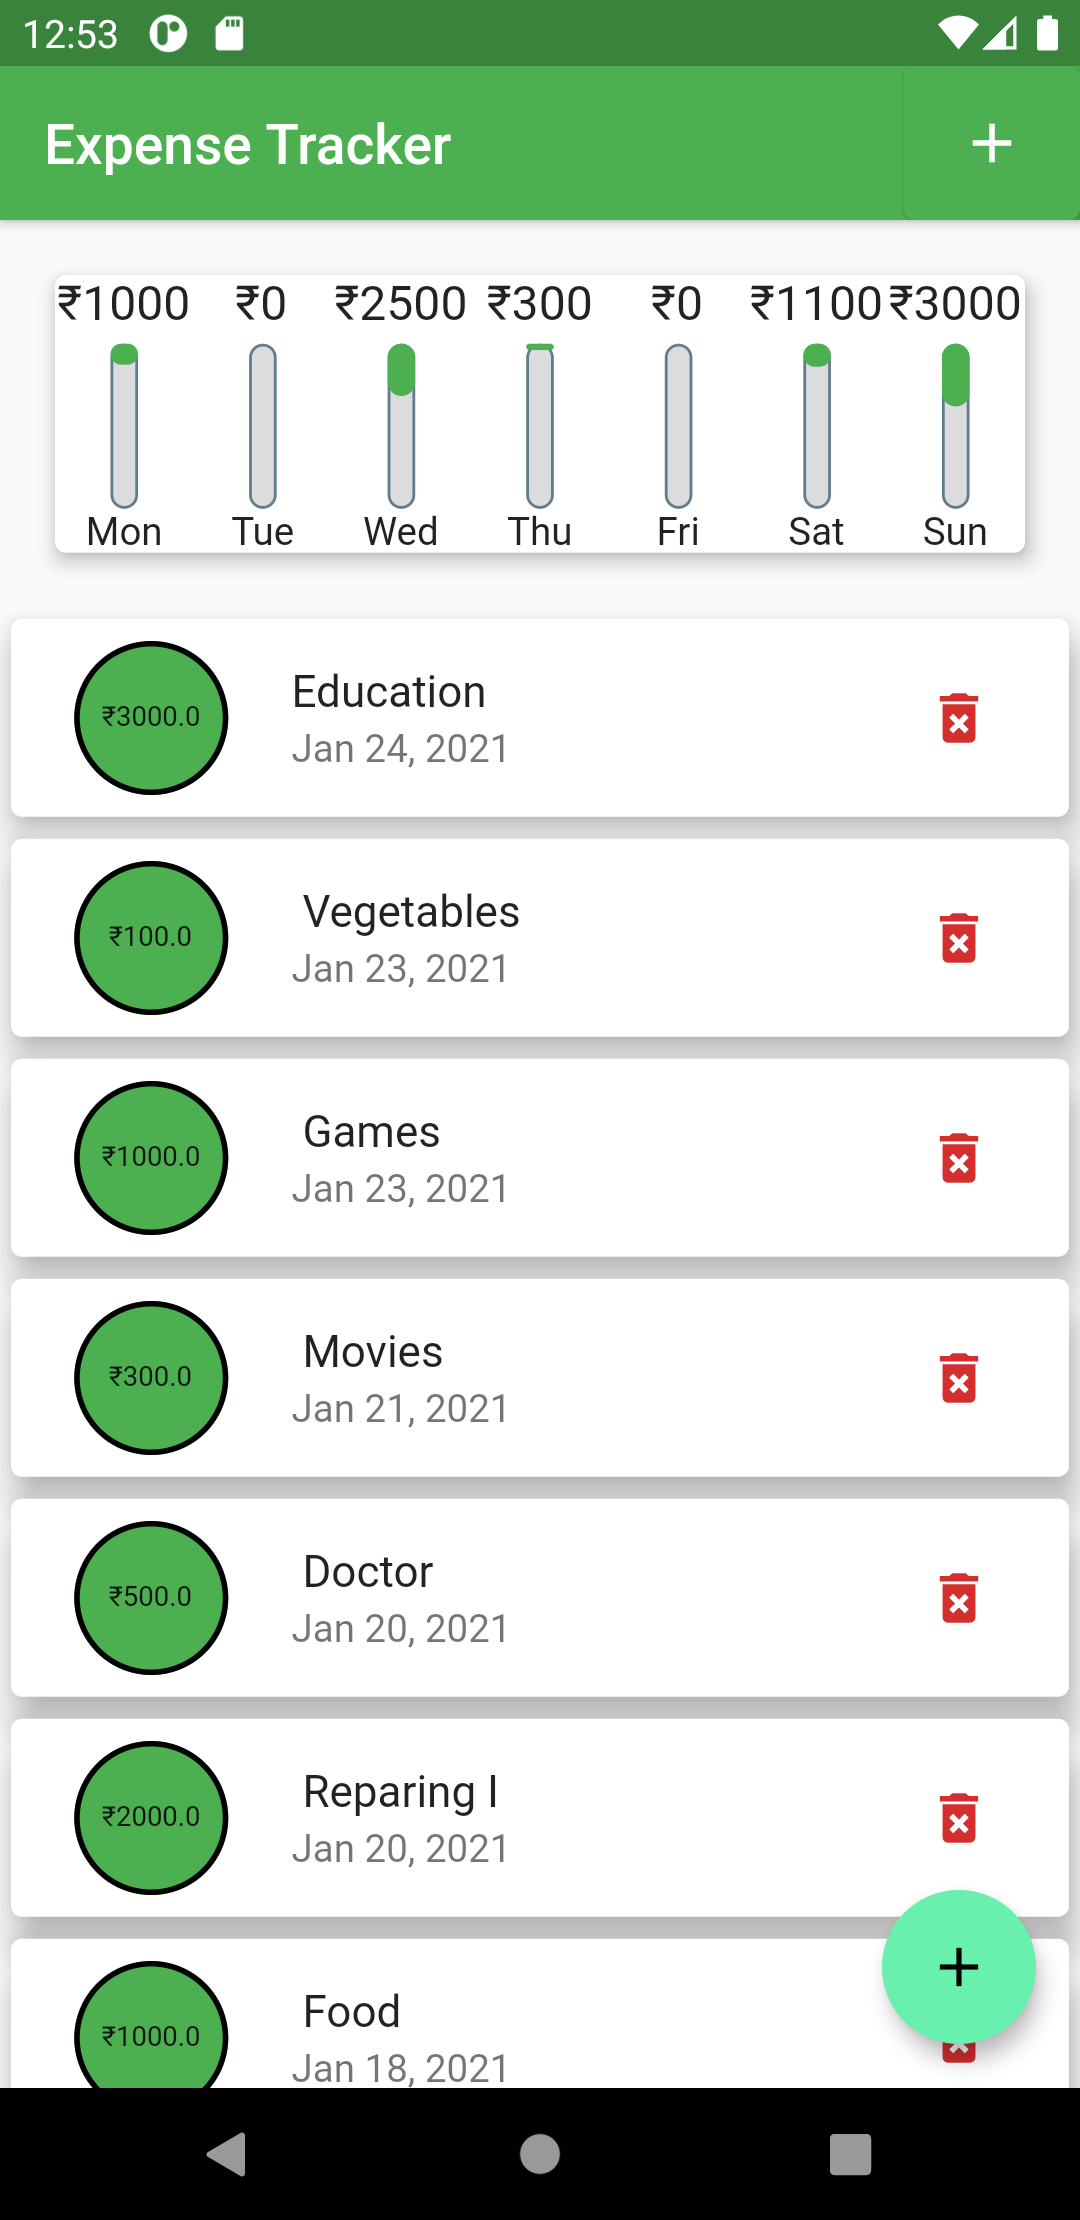 12:53
Expense Tracker
₹1000 ₹0 ₹2500 ₹300 ₹0 ₹1100 ₹3000
Mon Tue Wed Thu Fri Sat Sun
₹3000.0
Education
Jan 24, 2021
₹100.0
Vegetables
Jan 23, 2021
₹1000.0
Games
Jan 23, 2021
₹300.0
Movies
Jan 21, 2021
₹500.0
Doctor
Jan 20, 2021
₹2000.0
Reparing I
Jan 20, 2021
₹1000.0
Food
Jan 18, 2021